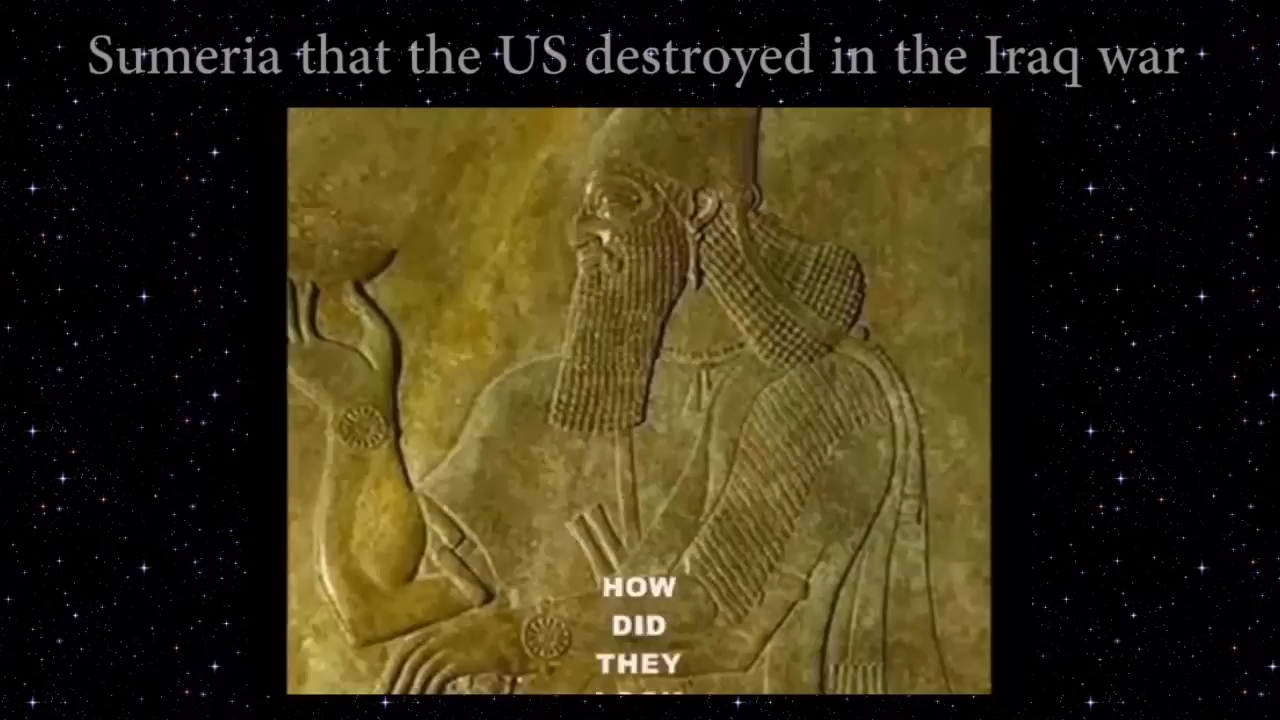 Sumeria that the US destroyed in the Iraq war
HOW
DID
THEY